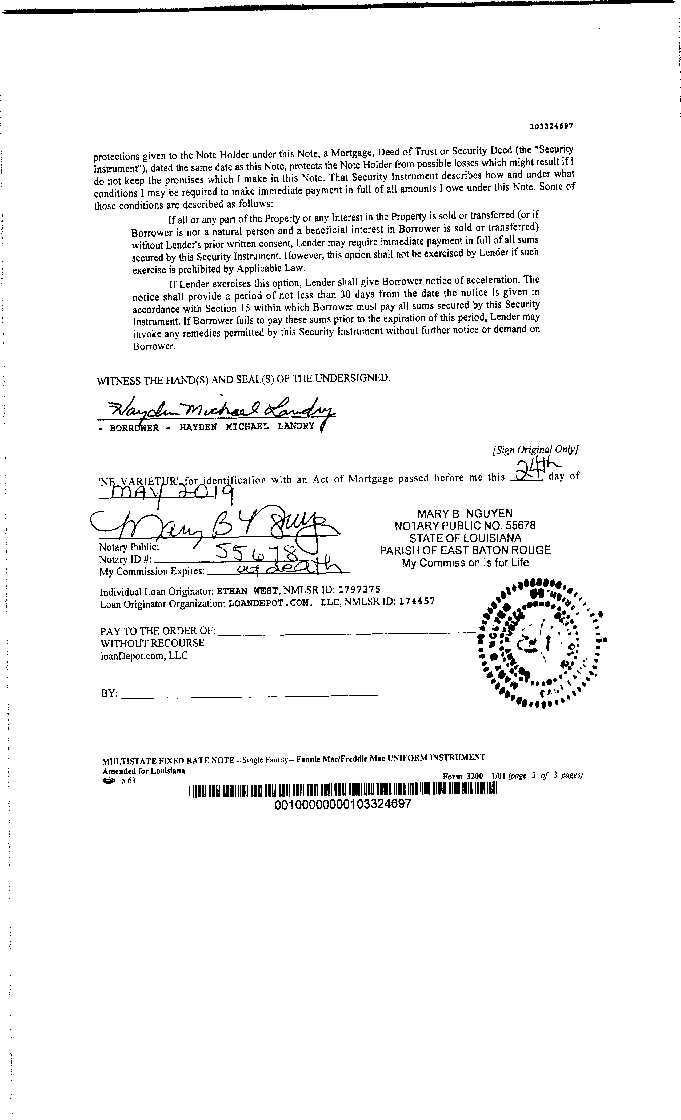 103324697
protections given to the Note Holder under this Note, a Mortgage, Deed of Trust or Security Deed (the "Security
Instrument"), dated the same date as this Note, protects the Note Holder from possible losses which might result if I
do not keep the promises which I make in this Note. That Security Instrument describes how and under what
conditions I may be required to make immediate payment in full of all amounts I owe under this Note. Some of
those conditions are described as follows:
If all or any part of the Property or any Interest in the Property is sold or transferred (or if
Borrower is not a natural person and a beneficial interest in Borrower is sold or transferred)
without Lender's prior written consent, Lender may require immediate payment in full of all sums
secured by this Security Instrument. However, this option shall not be exercised by Lender if such
exercise is prohibited by Applicable Law.
If Lender exercises this option, Lender shall give Borrower notice of acceleration. The
notice shall provide a period of not less than 30 days from the date the notice is given in
accordance with Section 15 within which Borrower must pay all sums secured by this Security
Instrument. If Borrower fails to pay these sums prior to the expiration of this period, Lender may
invoke any remedies permitted by this Security Instrument without further notice or demand on
Borrower.
WITNESS THE HAND(S) AND SEAL(S) OF THE UNDERSIGNED.
Hayden Michael Landry
- BORROWER - HAYDEN MICHAEL LANDRY
[Sign Original Only]
"NE VARIETUR" for identification with an Act of Mortgage passed before me this 24th day of
MAY 2019
MARY B NGUYEN
NOTARY PUBLIC NO. 55678
STATE OF LOUISIANA
PARISH OF EAST BATON ROUGE
My Commission is for Life
Notary Public:
Notary ID #: 55678
My Commission Expires: at death
Individual Loan Originator: ETHAN WEST, NMLSR ID: 1797275
Loan Originator Organization: LOANDEPOT.COM, LLC, NMLSR ID: 174457
PAY TO THE ORDER OF:
WITHOUT RECOURSE
loanDepot.com, LLC
BY:
MULTISTATE FIXED RATE NOTE --Single Family-- Fannie Mae/Freddie Mac UNIFORM INSTRUMENT
Amended for Louisiana
Form 3200 1/01 (page 3 of 3 pages)
00100000000103324697